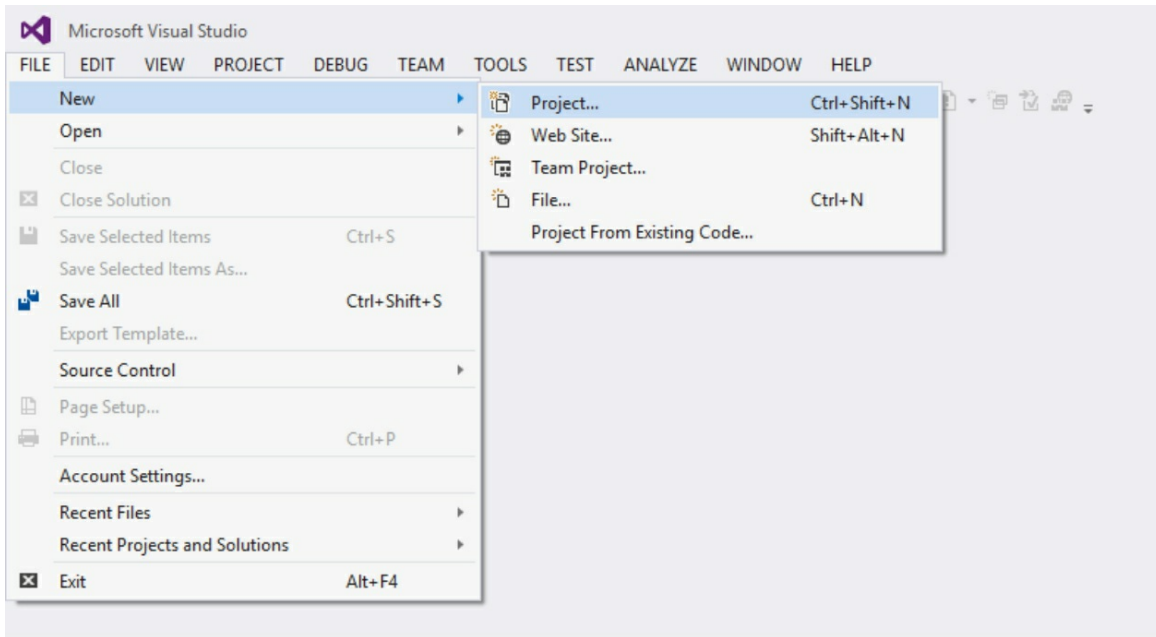 Microsoft Visual Studio
FILE EDIT VIEW PROJECT DEBUG TEAM TOOLS TEST ANALYZE WINDOW HELP
New
Open
Close
Close Solution
Save Selected Items Ctrl+S
Save Selected Items As...
Save All Ctrl+Shift+S
Export Template...
Source Control
Page Setup...
Print... Ctrl+P
Account Settings...
Recent Files
Recent Projects and Solutions
Exit Alt+F4
Project... Ctrl+Shift+N
Web Site... Shift+Alt+N
Team Project...
File... Ctrl+N
Project From Existing Code...